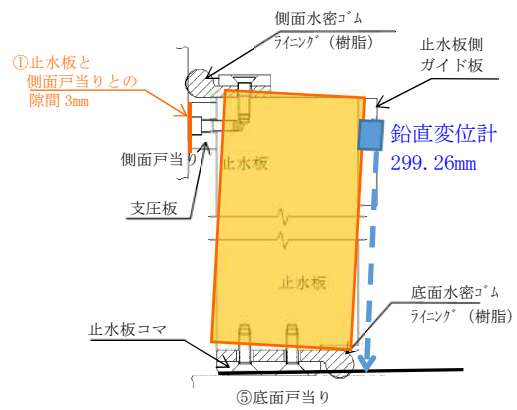 側面水密ｺﾞﾑ
ﾗｲﾆﾝｸﾞ(樹脂)
止水板側
ガイド板
①止水板と
側面戸当りとの
隙間3mm
鉛直変位計
299.26mm
側面戸当り
止水板
支圧板
止水板
底面水密ｺﾞﾑ
ﾗｲﾆﾝｸﾞ(樹脂)
止水板コマ
⑤底面戸当り